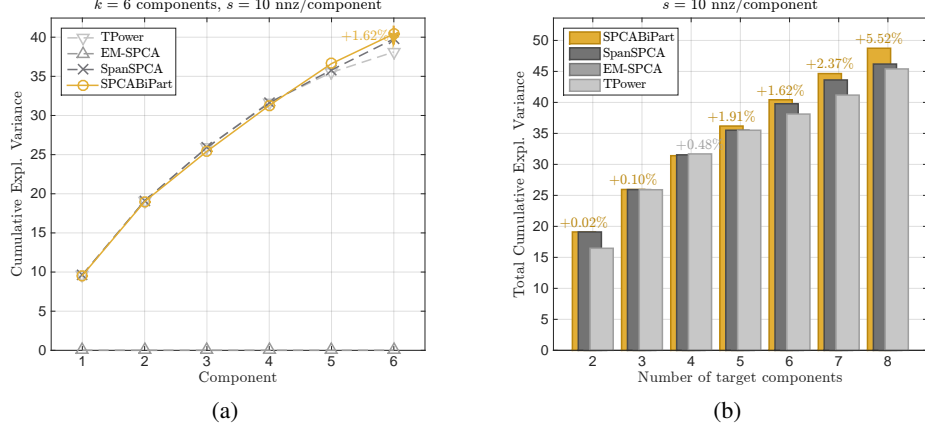 k = 6 components, s = 10 nnz/component
40
35
30
25
20
15
10
5
0
Cumulative Expl. Variance
TPower
EM-SPCA
SpanSPCA
SPCABiPart
+1.62%
1 2 3 4 5 6
Component
(a)
s = 10 nnz/component
50
45
40
35
30
25
20
15
10
5
0
Total Cumulative Expl. Variance
SPCABiPart
SpanSPCA
EM-SPCA
TPower
+0.02%
+0.10%
+0.48%
+1.91%
+1.62%
+2.37%
+5.52%
2 3 4 5 6 7 8
Number of target components
(b)